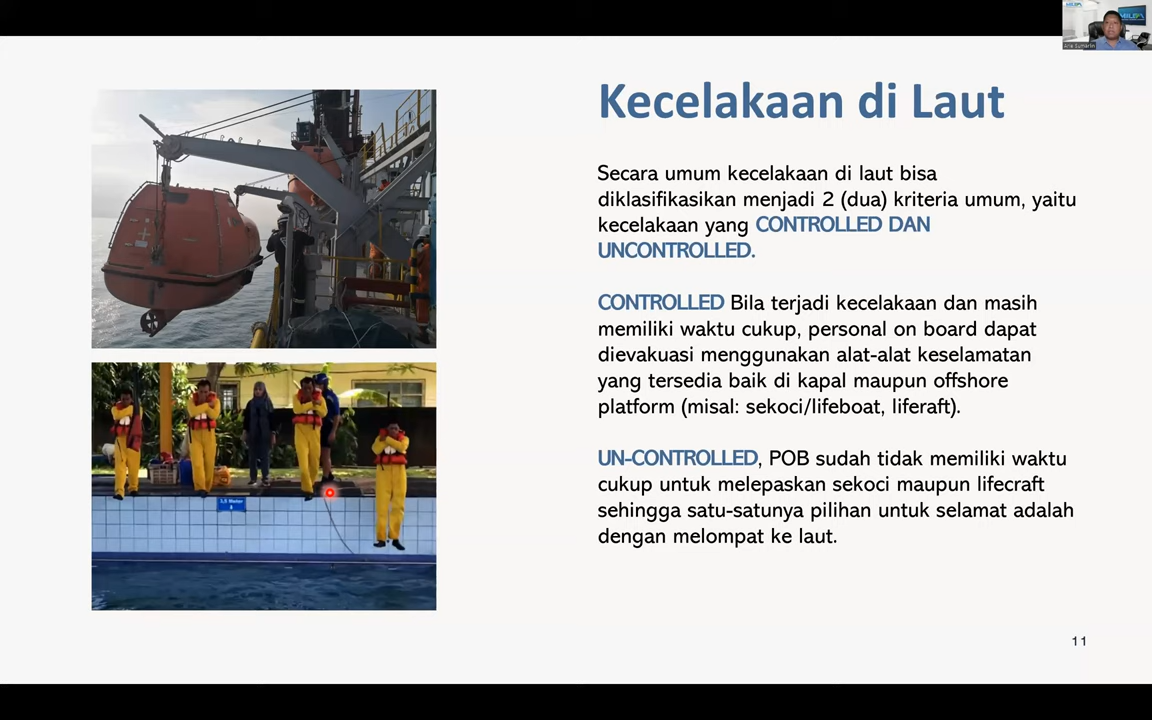 Kecelakaan di Laut
Secara umum kecelakaan di laut bisa
diklasifikasikan menjadi 2 (dua) kriteria umum, yaitu
kecelakaan yang CONTROLLED DAN
UNCONTROLLED.
CONTROLLED Bila terjadi kecelakaan dan masih
memiliki waktu cukup, personal on board dapat
dievakuasi menggunakan alat-alat keselamatan
yang tersedia baik di kapal maupun offshore
platform (misal: sekoci/lifeboat, liferaft).
UN-CONTROLLED, POB sudah tidak memiliki waktu
cukup untuk melepaskan sekoci maupun lifecraft
sehingga satu-satunya pilihan untuk selamat adalah
dengan melompat ke laut.
11